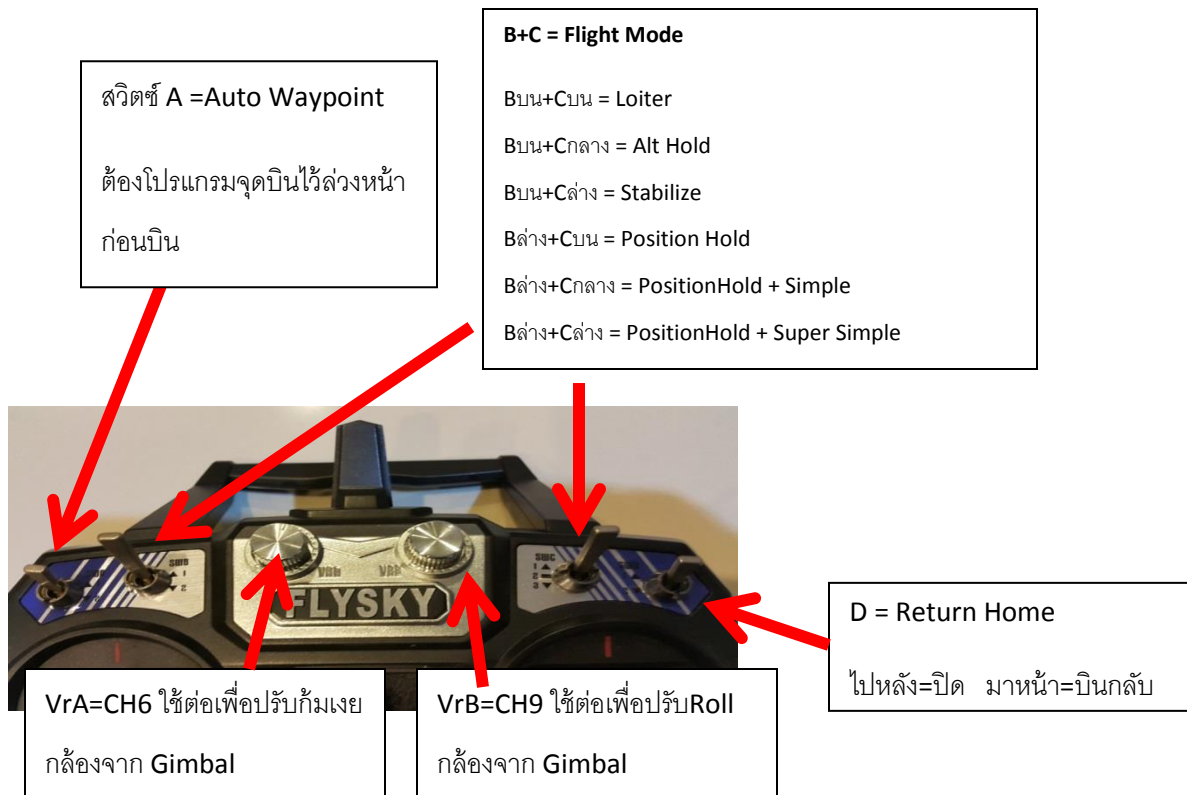 B+C = Flight Mode
Bบน+Cบน = Loiter
Bบน+Cกลาง = Alt Hold
Bบน+Cล่าง = Stabilize
Bล่าง+Cบน = Position Hold
Bล่าง+Cกลาง = PositionHold + Simple
Bล่าง+Cล่าง = PositionHold + Super Simple
สวิตซ์ A =Auto Waypoint
ต้องโปรแกรมจุดบินไว้ล่วงหน้า
ก่อนบิน
SWB
1
2
VRA
VRB
FLYSKY
SWC
1
2
3
D = Return Home
ไปหลัง=ปิด มาหน้า=บินกลับ
VrA=CH6 ใช้ต่อเพื่อปรับก้มเงย
กล้องจาก Gimbal
VrB=CH9 ใช้ต่อเพื่อปรับRoll
กล้องจาก Gimbal